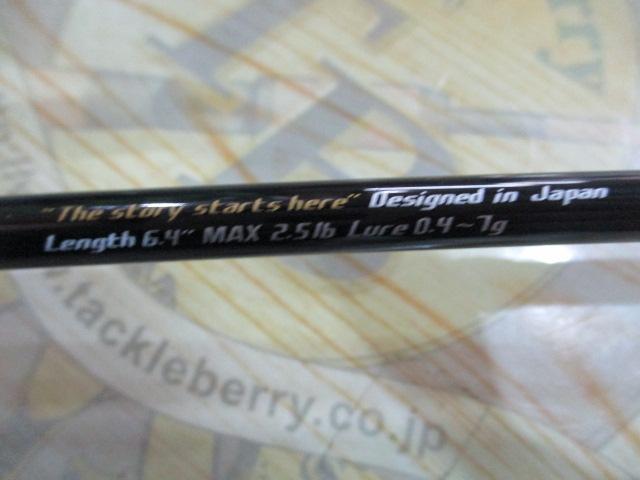 "The story starts here" Designed in Japan
Length 6.4" MAX 2.5lb Lure 0.4~7g
.tackleberry.co.jp